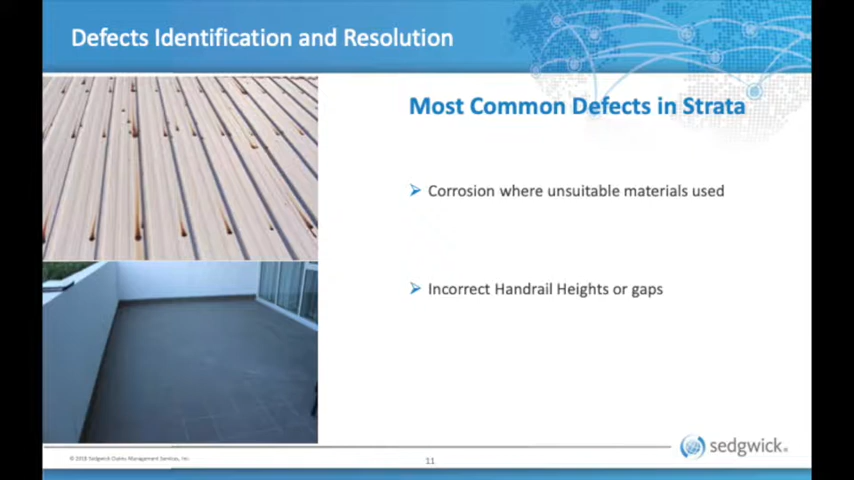 Defects Identification and Resolution
Most Common Defects in Strata
➢ Corrosion where unsuitable materials used
➢ Incorrect Handrail Heights or gaps
© 2018 Sedgwick Claims Management Services, Inc.
11
sedgwick®